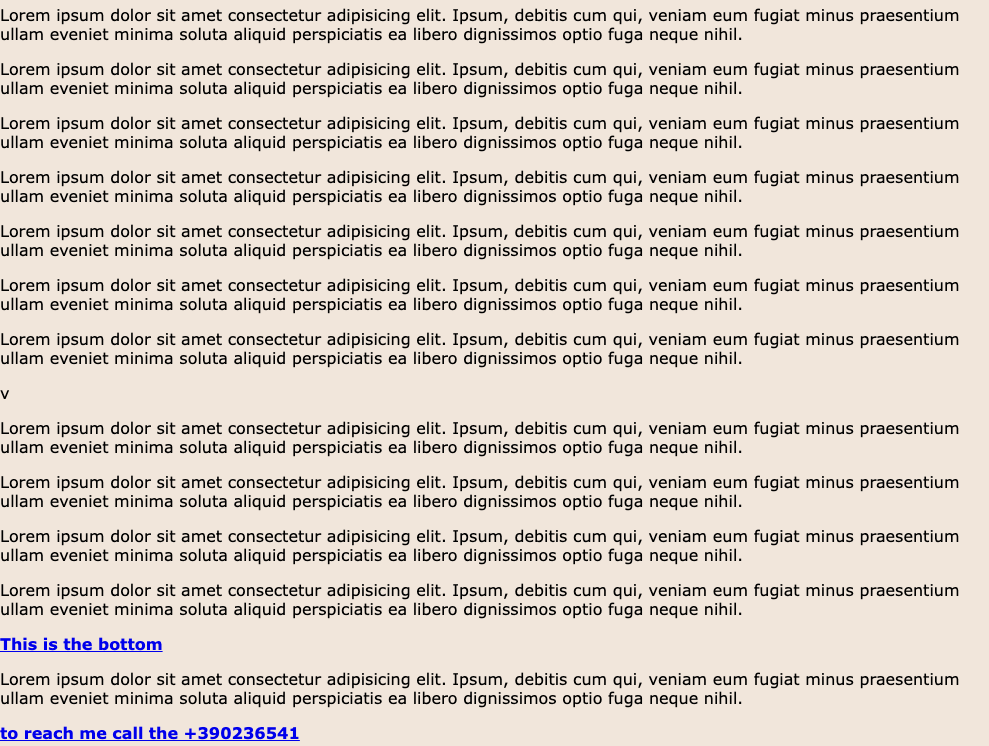 Lorem ipsum dolor sit amet consectetur adipisicing elit. Ipsum, debitis cum qui, veniam eum fugiat minus praesentium
ullam eveniet minima soluta aliquid perspiciatis ea libero dignissimos optio fuga neque nihil.
Lorem ipsum dolor sit amet consectetur adipisicing elit. Ipsum, debitis cum qui, veniam eum fugiat minus praesentium
ullam eveniet minima soluta aliquid perspiciatis ea libero dignissimos optio fuga neque nihil.
Lorem ipsum dolor sit amet consectetur adipisicing elit. Ipsum, debitis cum qui, veniam eum fugiat minus praesentium
ullam eveniet minima soluta aliquid perspiciatis ea libero dignissimos optio fuga neque nihil.
Lorem ipsum dolor sit amet consectetur adipisicing elit. Ipsum, debitis cum qui, veniam eum fugiat minus praesentium
ullam eveniet minima soluta aliquid perspiciatis ea libero dignissimos optio fuga neque nihil.
Lorem ipsum dolor sit amet consectetur adipisicing elit. Ipsum, debitis cum qui, veniam eum fugiat minus praesentium
ullam eveniet minima soluta aliquid perspiciatis ea libero dignissimos optio fuga neque nihil.
Lorem ipsum dolor sit amet consectetur adipisicing elit. Ipsum, debitis cum qui, veniam eum fugiat minus praesentium
ullam eveniet minima soluta aliquid perspiciatis ea libero dignissimos optio fuga neque nihil.
Lorem ipsum dolor sit amet consectetur adipisicing elit. Ipsum, debitis cum qui, veniam eum fugiat minus praesentium
ullam eveniet minima soluta aliquid perspiciatis ea libero dignissimos optio fuga neque nihil.
v
Lorem ipsum dolor sit amet consectetur adipisicing elit. Ipsum, debitis cum qui, veniam eum fugiat minus praesentium
ullam eveniet minima soluta aliquid perspiciatis ea libero dignissimos optio fuga neque nihil.
Lorem ipsum dolor sit amet consectetur adipisicing elit. Ipsum, debitis cum qui, veniam eum fugiat minus praesentium
ullam eveniet minima soluta aliquid perspiciatis ea libero dignissimos optio fuga neque nihil.
Lorem ipsum dolor sit amet consectetur adipisicing elit. Ipsum, debitis cum qui, veniam eum fugiat minus praesentium
ullam eveniet minima soluta aliquid perspiciatis ea libero dignissimos optio fuga neque nihil.
Lorem ipsum dolor sit amet consectetur adipisicing elit. Ipsum, debitis cum qui, veniam eum fugiat minus praesentium
ullam eveniet minima soluta aliquid perspiciatis ea libero dignissimos optio fuga neque nihil.
This is the bottom
Lorem ipsum dolor sit amet consectetur adipisicing elit. Ipsum, debitis cum qui, veniam eum fugiat minus praesentium
ullam eveniet minima soluta aliquid perspiciatis ea libero dignissimos optio fuga neque nihil.
to reach me call the +390236541